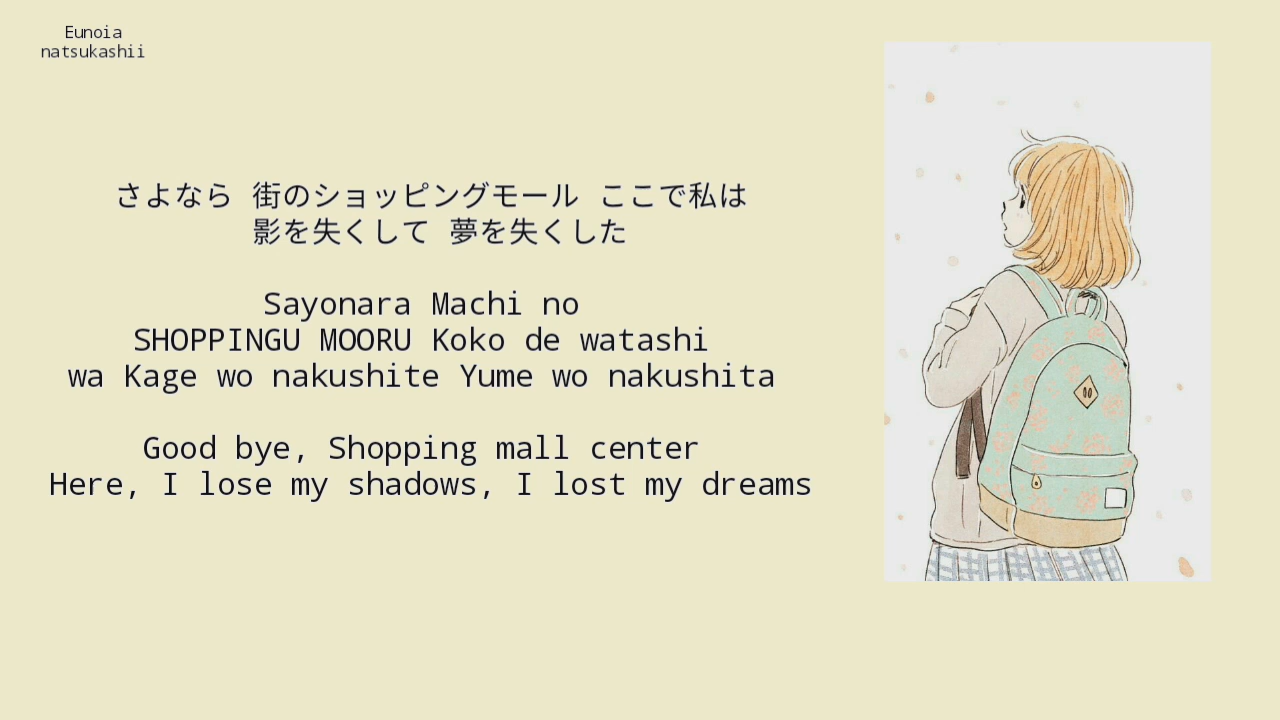 Eunoia
natsukashii
さよなら 街のショッピングモール ここで私は
影を失くして 夢を失くした
Sayonara Machi no
SHOPPINGU MOORU Koko de watashi
wa Kage wo nakushite Yume wo nakushita
Good bye, Shopping mall center
Here, I lose my shadows, I lost my dreams